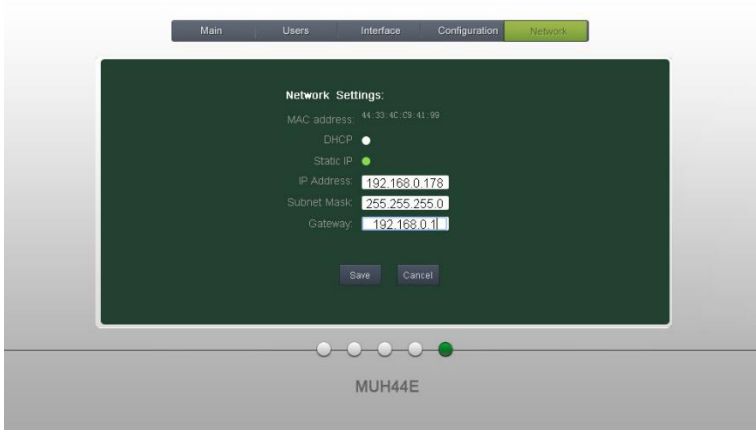 Main Users Interface Configuration Network
Network Settings:
MAC address: 44:33:4C:C9:41:99
DHCP
Static IP
IP Address: 192.168.0.178
Subnet Mask: 255.255.255.0
Gateway: 192.168.0.1
Save Cancel
MUH44E